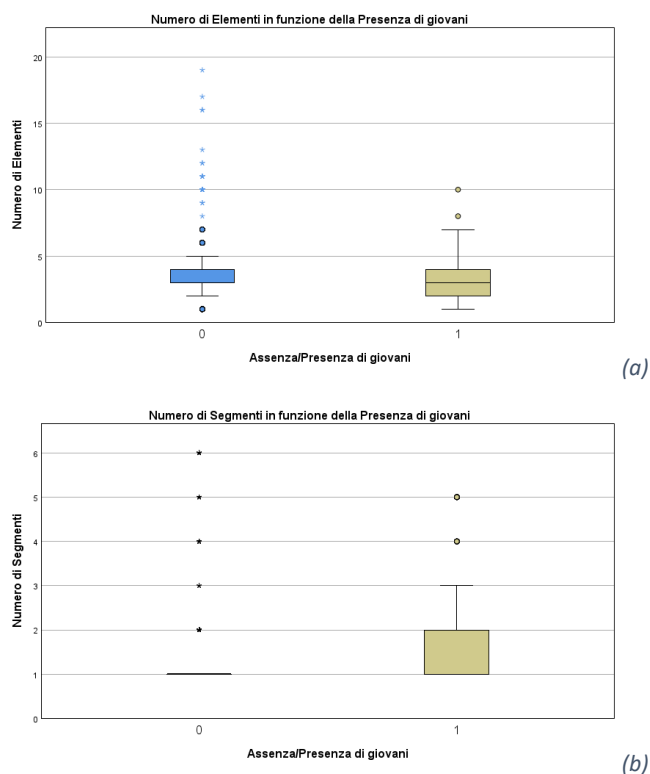 Numero di Elementi in funzione della Presenza di giovani
Numero di Elementi
20
15
10
5
0
0
1
Assenza/Presenza di giovani
(a)
Numero di Segmenti in funzione della Presenza di giovani
Numero di Segmenti
6
5
4
3
2
1
0
0
1
Assenza/Presenza di giovani
(b)